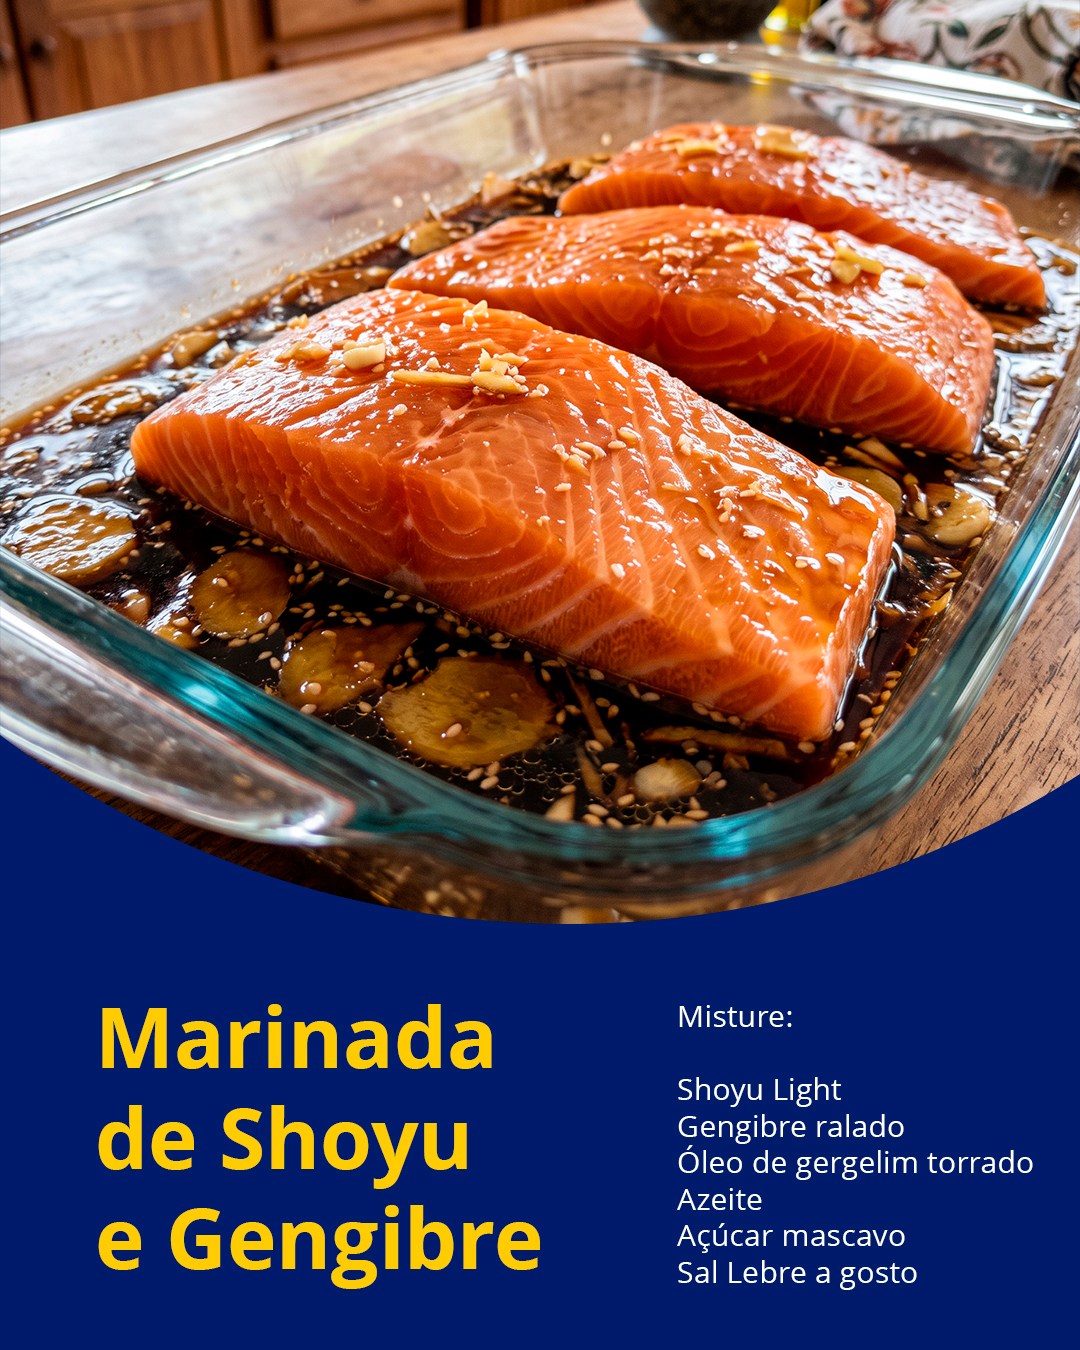 Marinada
de Shoyu
e Gengibre
Misture:
Shoyu Light
Gengibre ralado
Óleo de gergelim torrado
Azeite
Açúcar mascavo
Sal Lebre a gosto